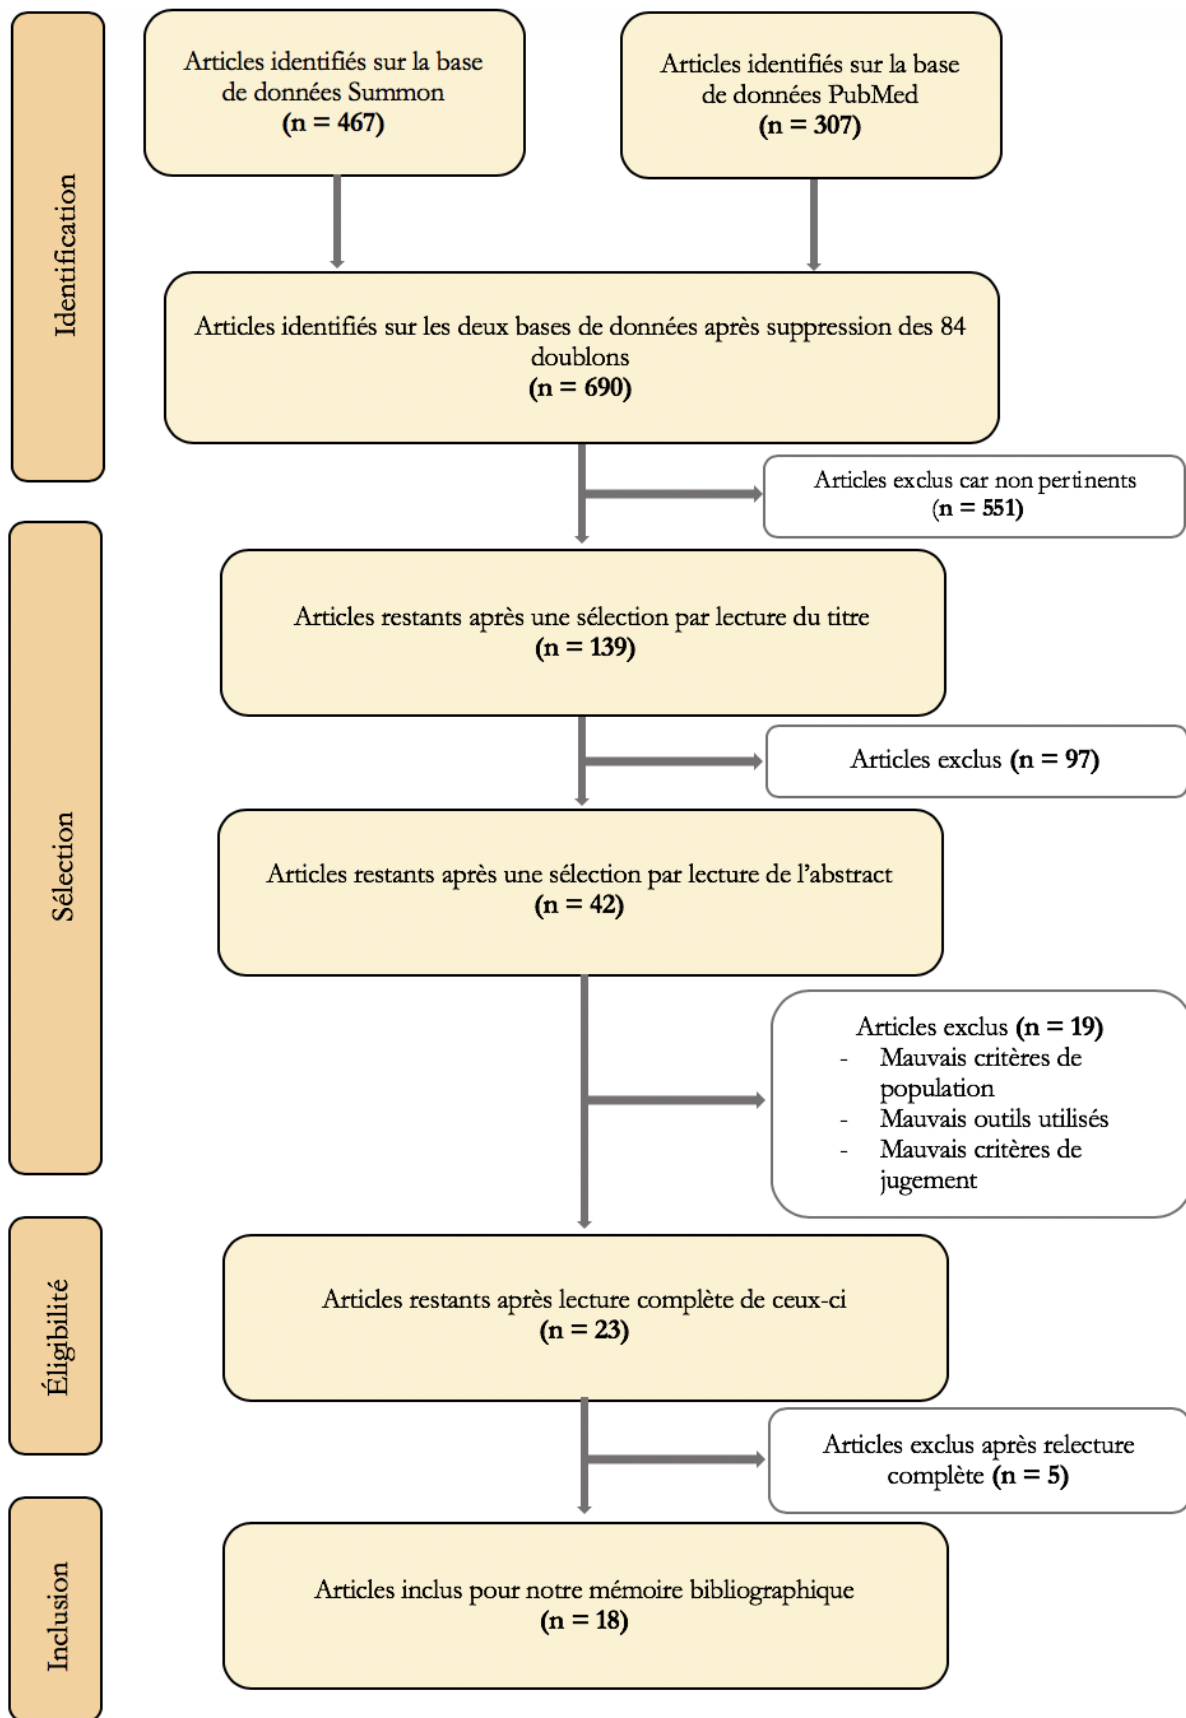 Identification
Articles identifiés sur la base
de données Summon
(n = 467)
Articles identifiés sur la base
de données PubMed
(n = 307)
Articles identifiés sur les deux bases de données après suppression des 84
doublons
(n = 690)
Articles exclus car non pertinents
(n = 551)
Sélection
Articles restants après une sélection par lecture du titre
(n = 139)
Articles exclus (n = 97)
Articles restants après une sélection par lecture de l’abstract
(n = 42)
Articles exclus (n = 19)
- Mauvais critères de
population
- Mauvais outils utilisés
- Mauvais critères de
jugement
Éligibilité
Articles restants après lecture complète de ceux-ci
(n = 23)
Articles exclus après relecture
complète (n = 5)
Inclusion
Articles inclus pour notre mémoire bibliographique
(n = 18)